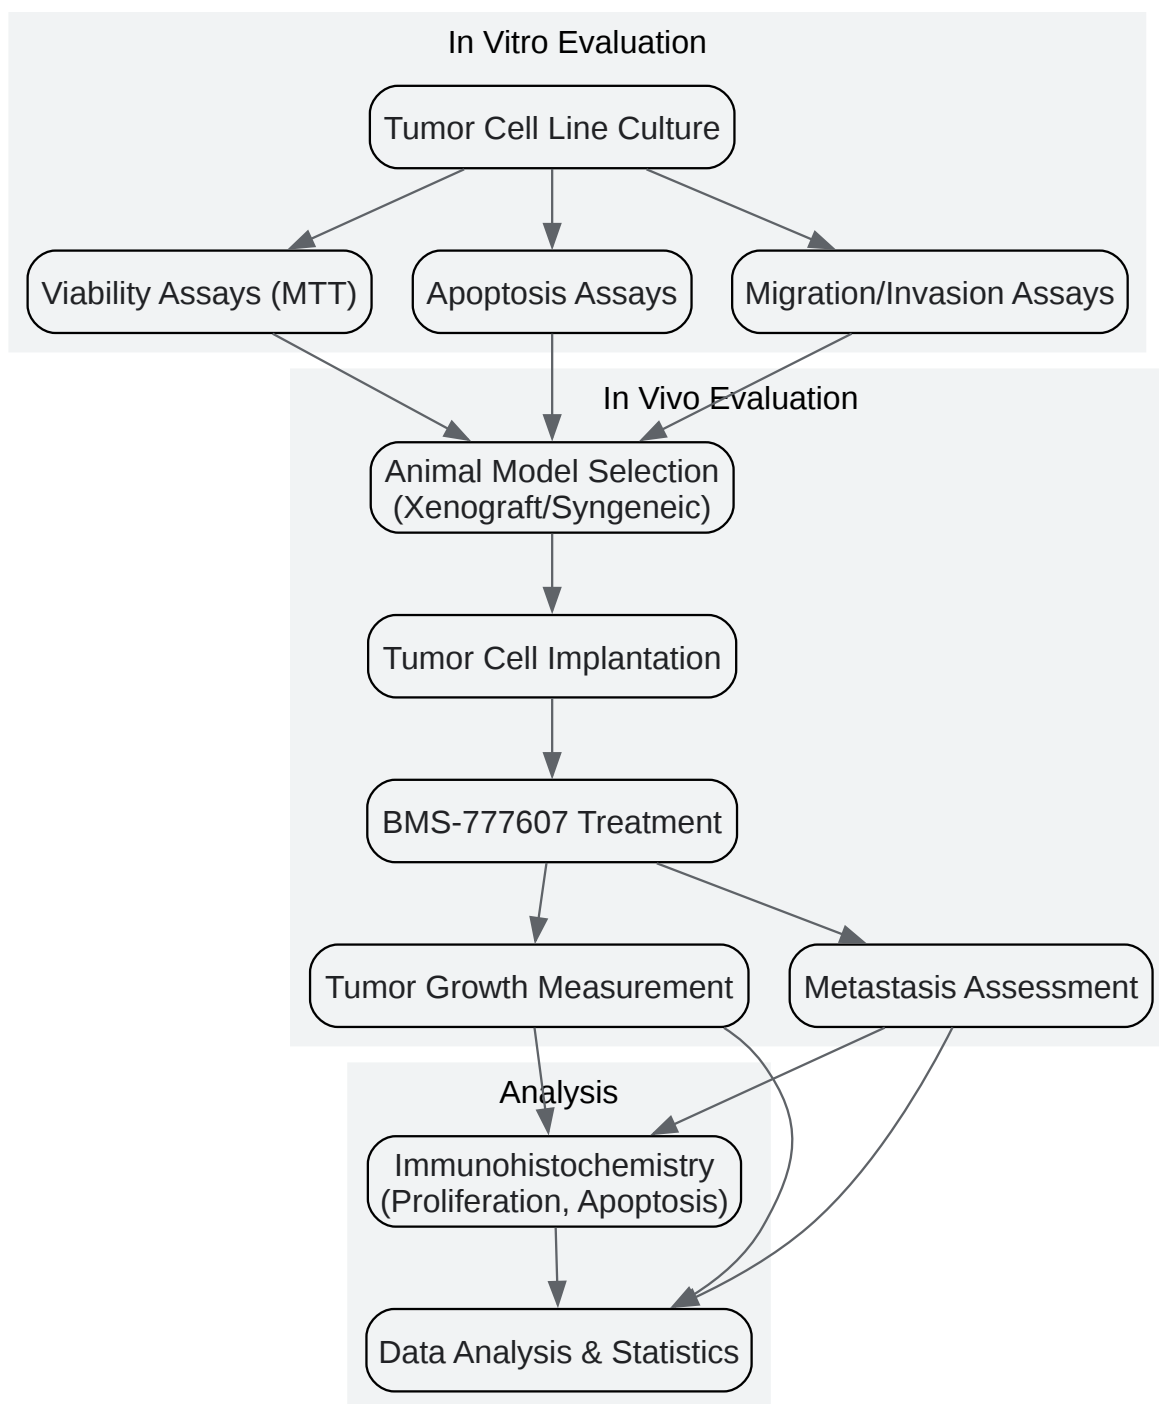 In Vitro Evaluation
Tumor Cell Line Culture
Viability Assays (MTT)
Apoptosis Assays
Migration/Invasion Assays
In Vivo Evaluation
Animal Model Selection
(Xenograft/Syngeneic)
Tumor Cell Implantation
BMS-777607 Treatment
Tumor Growth Measurement
Metastasis Assessment
Analysis
Immunohistochemistry
(Proliferation, Apoptosis)
Data Analysis & Statistics